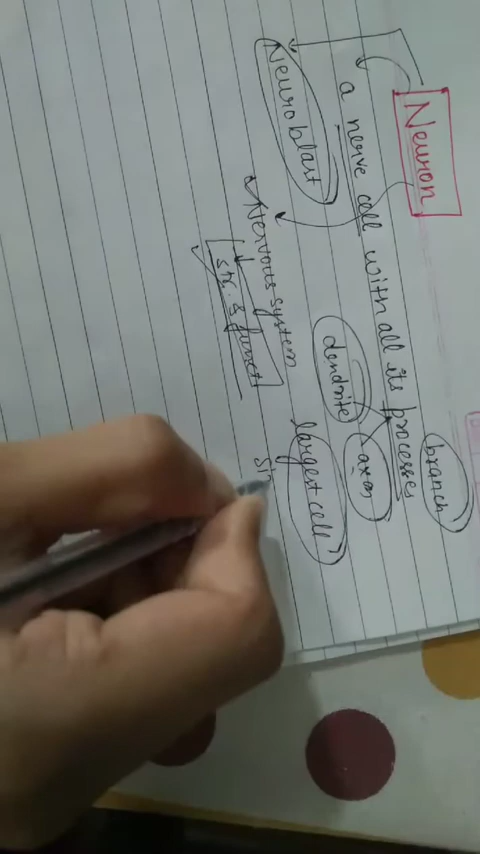 Neuron
a nerve cell with all its processes
branch
Neuroblast
dendrite
axon
Nervous system
largest cell
str. & funct